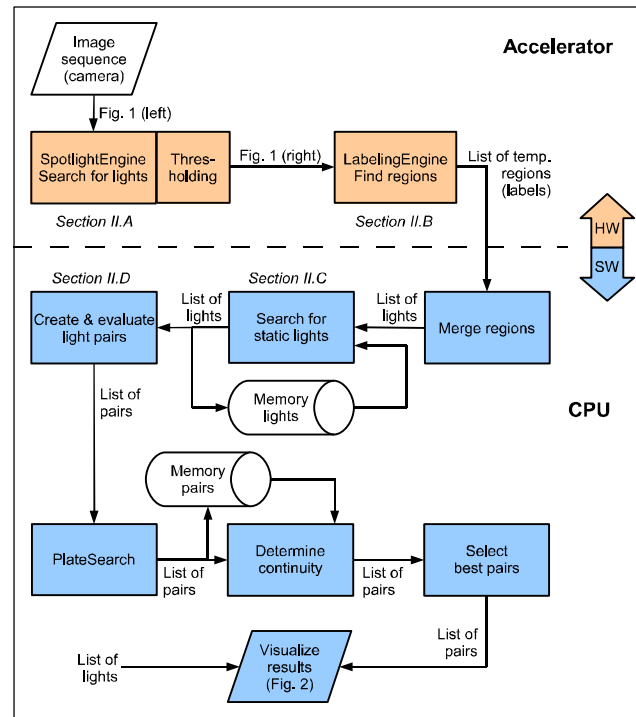 Image
sequence
(camera)
Accelerator
Fig. 1 (left)
SpotlightEngine
Search for lights
Thres-
holding
Fig. 1 (right)
LabelingEngine
Find regions
List of temp.
regions
(labels)
Section II.A
Section II.B
HW
SW
Section II.D
Section II.C
Create & evaluate
light pairs
List of
lights
Search for
static lights
List of
lights
Merge regions
Memory
lights
CPU
List of
pairs
Memory
pairs
PlateSearch
List of
pairs
Determine
continuity
List of
pairs
Select
best pairs
List of
pairs
List of
lights
Visualize
results
(Fig. 2)